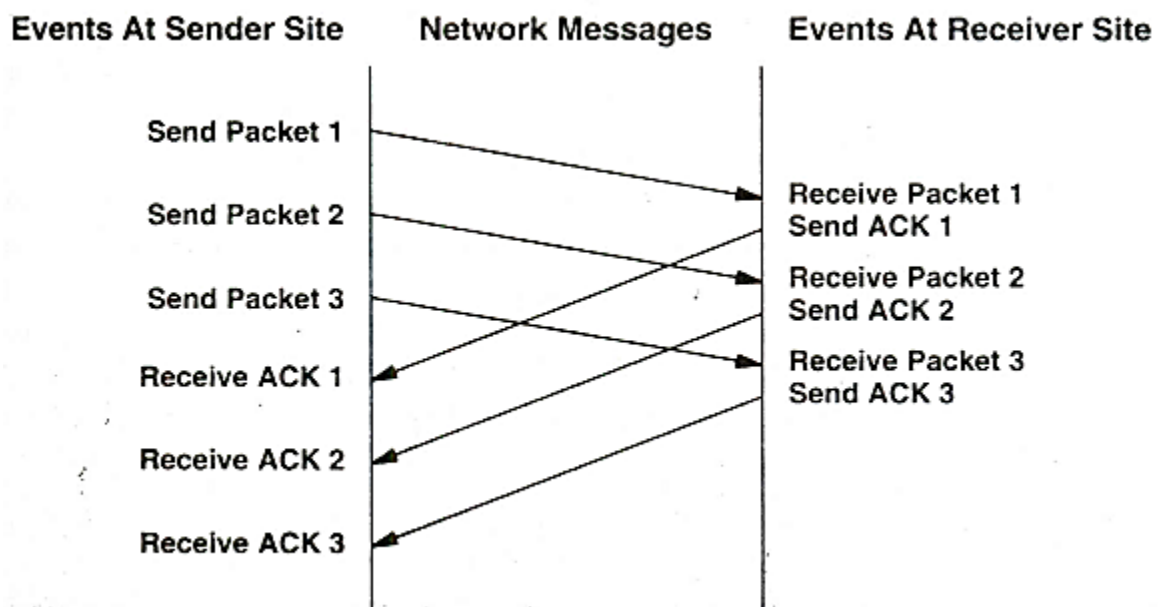 Events At Sender Site
Network Messages
Events At Receiver Site
Send Packet 1
Receive Packet 1
Send Packet 2
Send ACK 1
Receive Packet 2
Send Packet 3
Send ACK 2
Receive Packet 3
Receive ACK 1
Send ACK 3
Receive ACK 2
Receive ACK 3